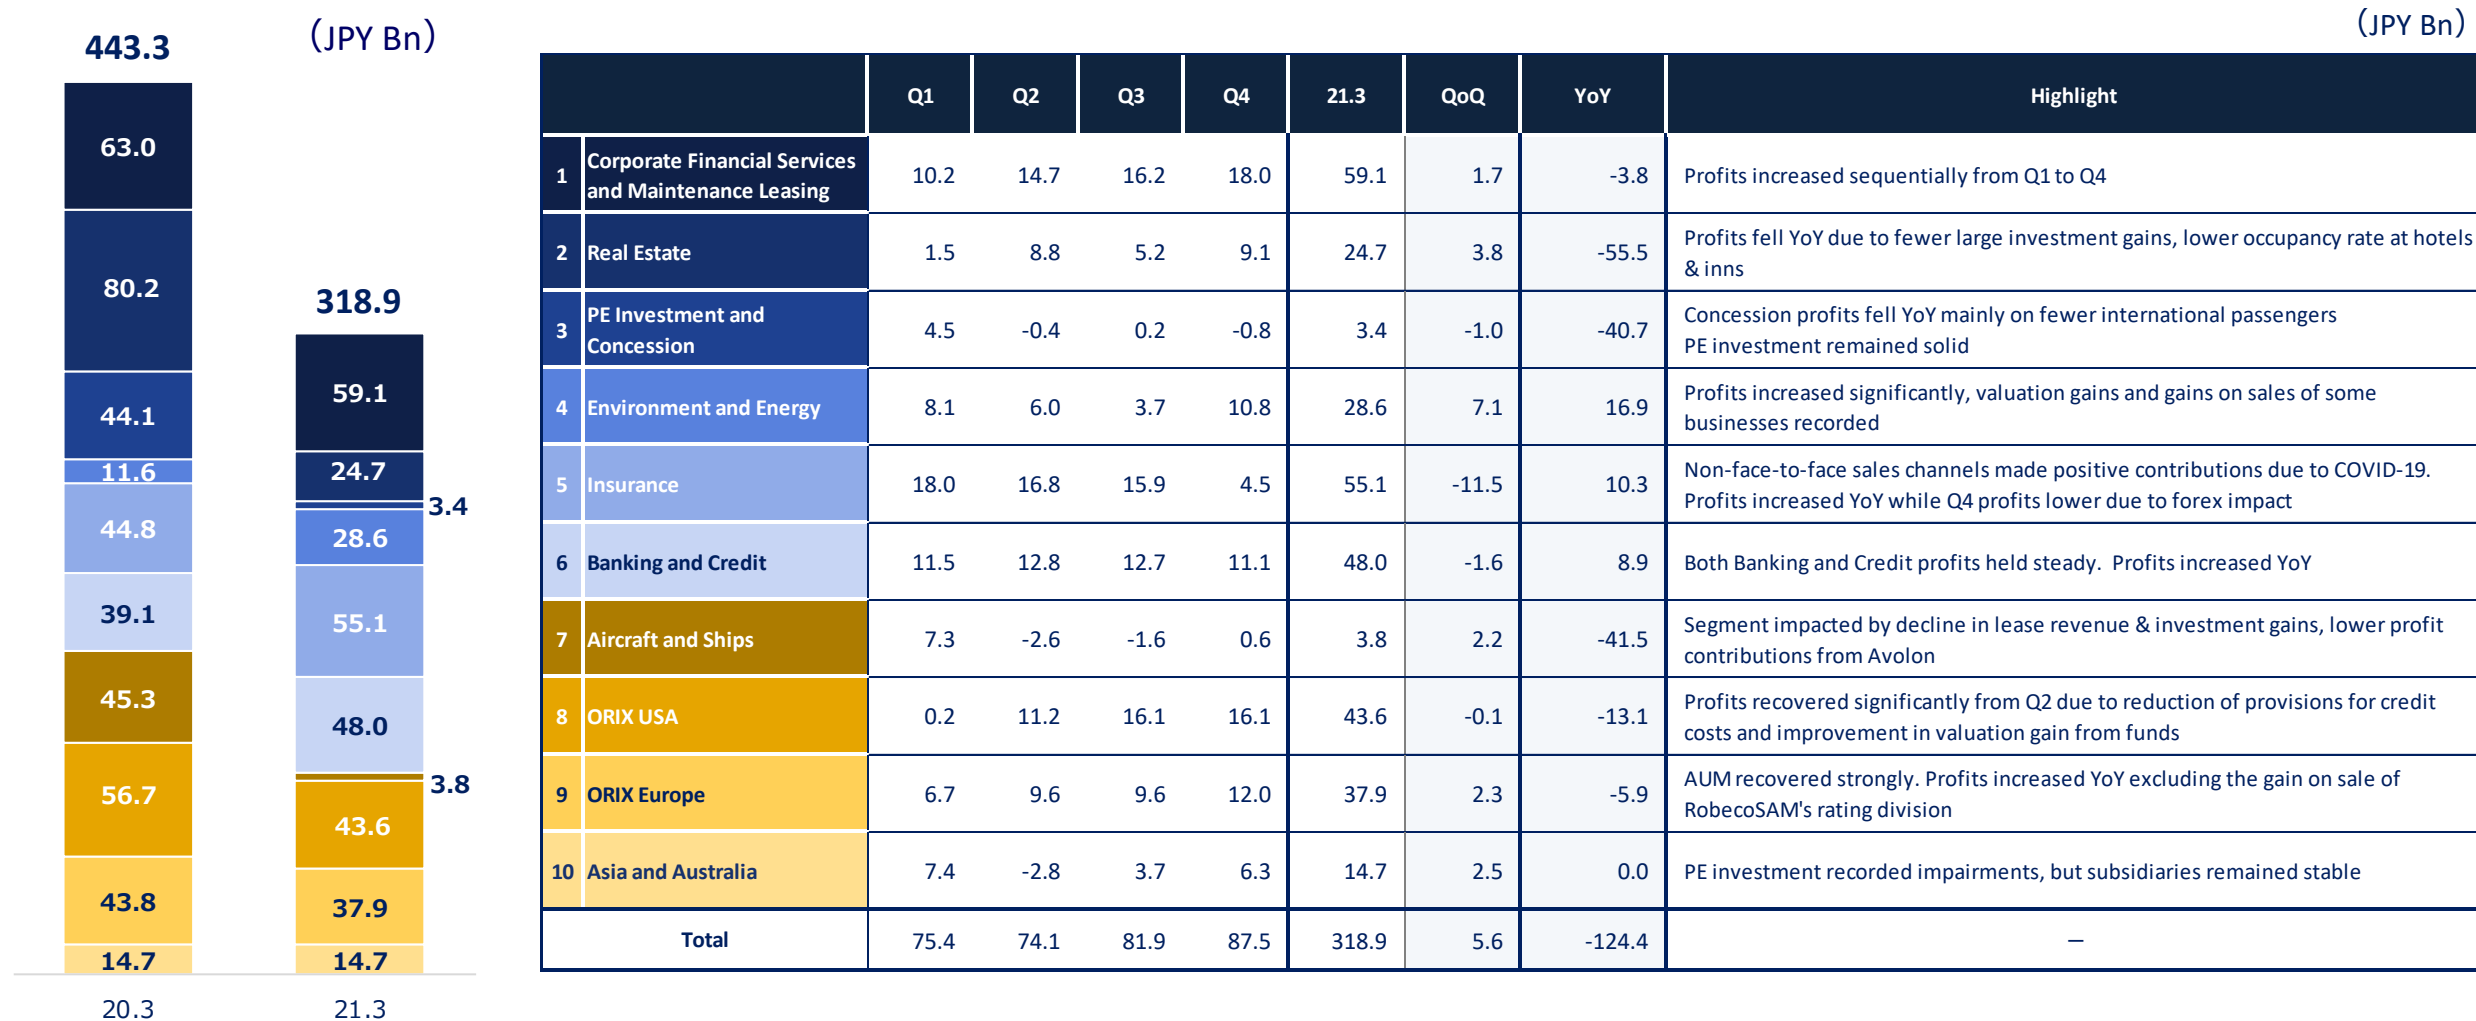 (JPY Bn)
443.3
63.0
80.2
44.1
11.6
44.8
39.1
45.3
56.7
43.8
14.7
20.3
318.9
59.1
24.7
3.4
28.6
55.1
48.0
3.8
43.6
37.9
14.7
21.3
(JPY Bn)
Q1 Q2 Q3 Q4 21.3 QoQ YoY Highlight
1 Corporate Financial Services
and Maintenance Leasing 10.2 14.7 16.2 18.0 59.1 1.7 -3.8 Profits increased sequentially from Q1 to Q4
2 Real Estate 1.5 8.8 5.2 9.1 24.7 3.8 -55.5 Profits fell YoY due to fewer large investment gains, lower occupancy rate at hotels
& inns
3 PE Investment and
Concession 4.5 -0.4 0.2 -0.8 3.4 -1.0 -40.7 Concession profits fell YoY mainly on fewer international passengers
PE investment remained solid
4 Environment and Energy 8.1 6.0 3.7 10.8 28.6 7.1 16.9 Profits increased significantly, valuation gains and gains on sales of some
businesses recorded
5 Insurance 18.0 16.8 15.9 4.5 55.1 -11.5 10.3 Non-face-to-face sales channels made positive contributions due to COVID-19.
Profits increased YoY while Q4 profits lower due to forex impact
6 Banking and Credit 11.5 12.8 12.7 11.1 48.0 -1.6 8.9 Both Banking and Credit profits held steady. Profits increased YoY
7 Aircraft and Ships 7.3 -2.6 -1.6 0.6 3.8 2.2 -41.5 Segment impacted by decline in lease revenue & investment gains, lower profit
contributions from Avolon
8 ORIX USA 0.2 11.2 16.1 16.1 43.6 -0.1 -13.1 Profits recovered significantly from Q2 due to reduction of provisions for credit
costs and improvement in valuation gain from funds
9 ORIX Europe 6.7 9.6 9.6 12.0 37.9 2.3 -5.9 AUM recovered strongly. Profits increased YoY excluding the gain on sale of
RobecoSAM's rating division
10 Asia and Australia 7.4 -2.8 3.7 6.3 14.7 2.5 0.0 PE investment recorded impairments, but subsidiaries remained stable
Total 75.4 74.1 81.9 87.5 318.9 5.6 -124.4 —